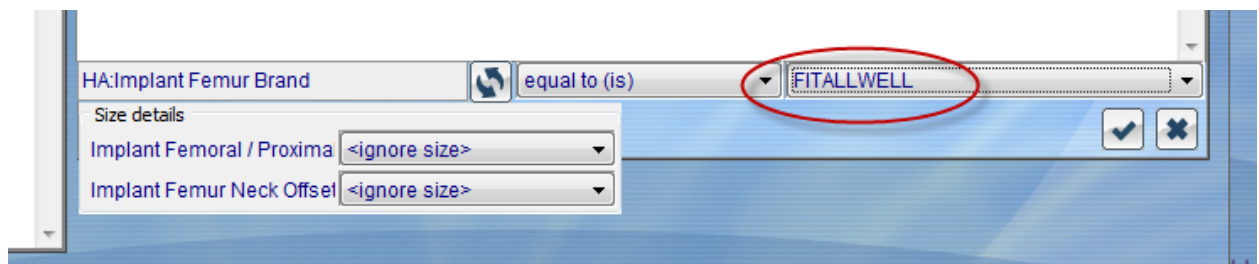 HA:Implant Femur Brand equal to (is) FITALLWELL
Size details
Implant Femoral / Proxima <ignore size>
Implant Femur Neck Offset <ignore size>